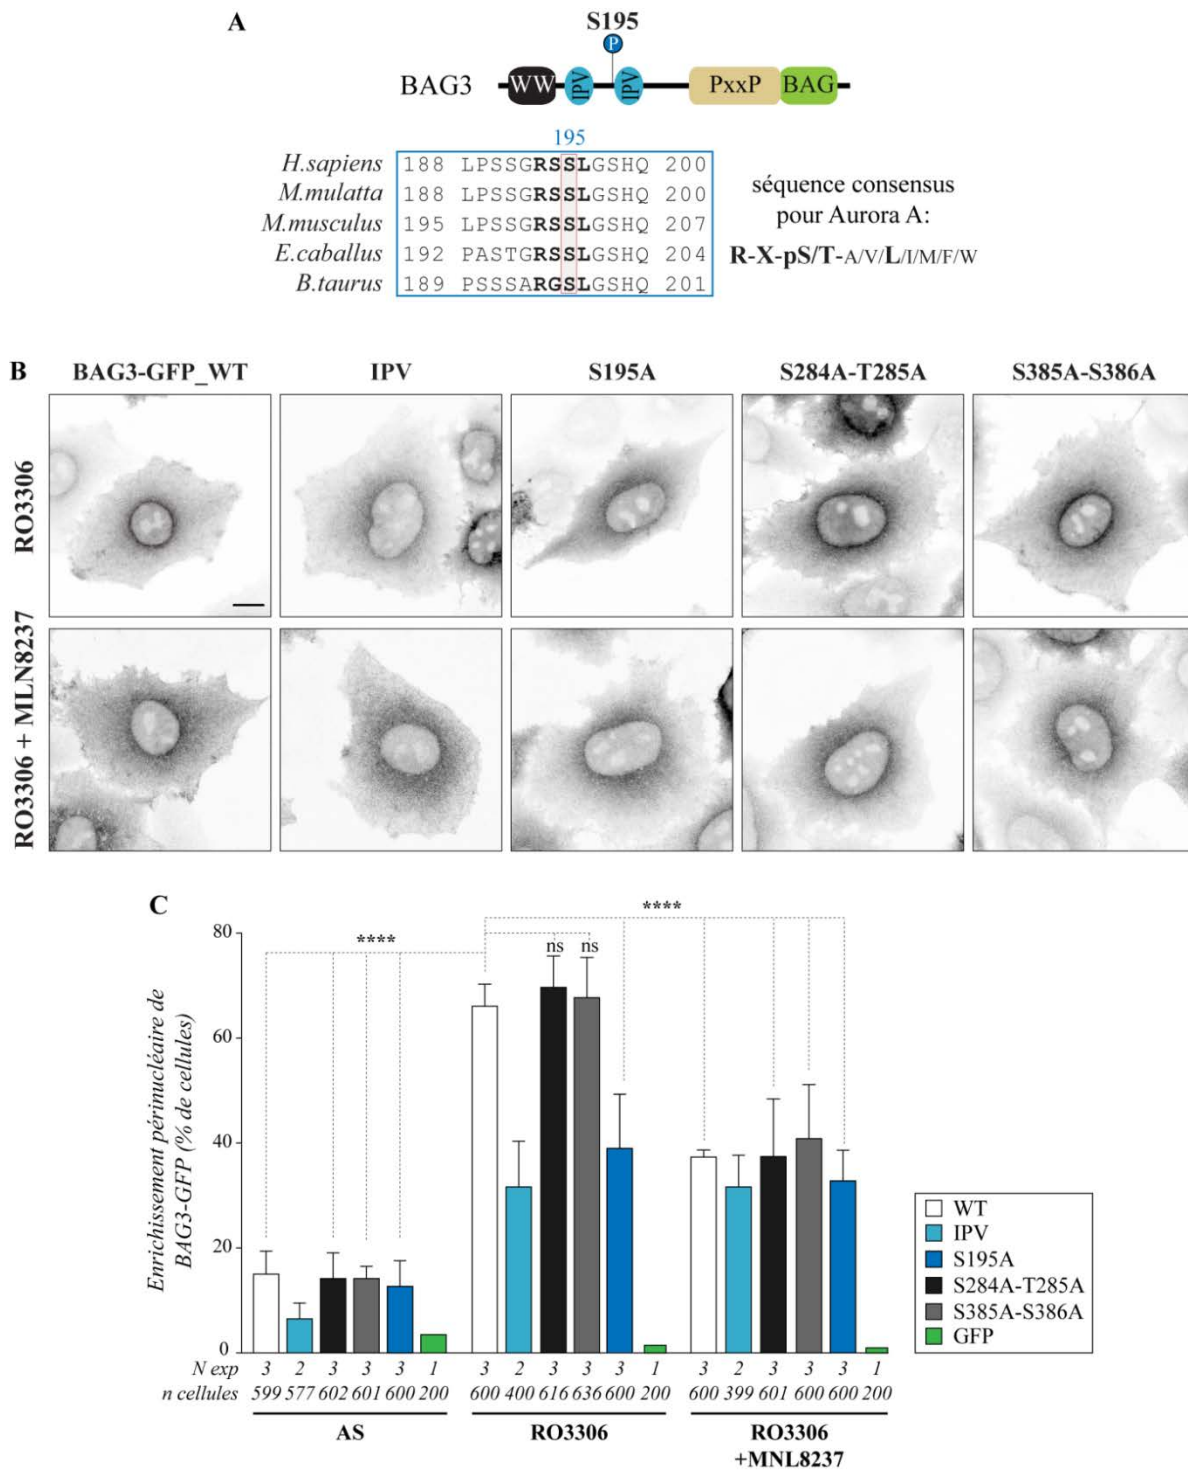 A
S195
P
BAG3
WW
IPV
IPV
PxxP
BAG
195
H.sapiens 188 LPSSGRSSLGSHQ 200
M.mulatta 188 LPSSGRSSLGSHQ 200
M.musculus 195 LPSSGRSSLGSHQ 207
E.caballus 192 PASTGRSSLGSHQ 204
B.taurus 189 PSSSARGSLGSHQ 201
séquence consensus
pour Aurora A:
R-X-pS/T-A/V/L/I/M/F/W
B
BAG3-GFP_WT IPV S195A S284A-T285A S385A-S386A
RO3306
RO3306 + MLN8237
C
Enrichissement périnucléaire de
BAG3-GFP (% de cellules)
80
60
40
20
0
****
ns ns
****
WT
IPV
S195A
S284A-T285A
S385A-S386A
GFP
N exp 3 2 3 3 3 1 3 2 3 3 3 1 3 2 3 3 3 1
n cellules 599 577 602 601 600 200 600 400 616 636 600 200 600 399 601 600 600 200
AS RO3306 RO3306
+MNL8237